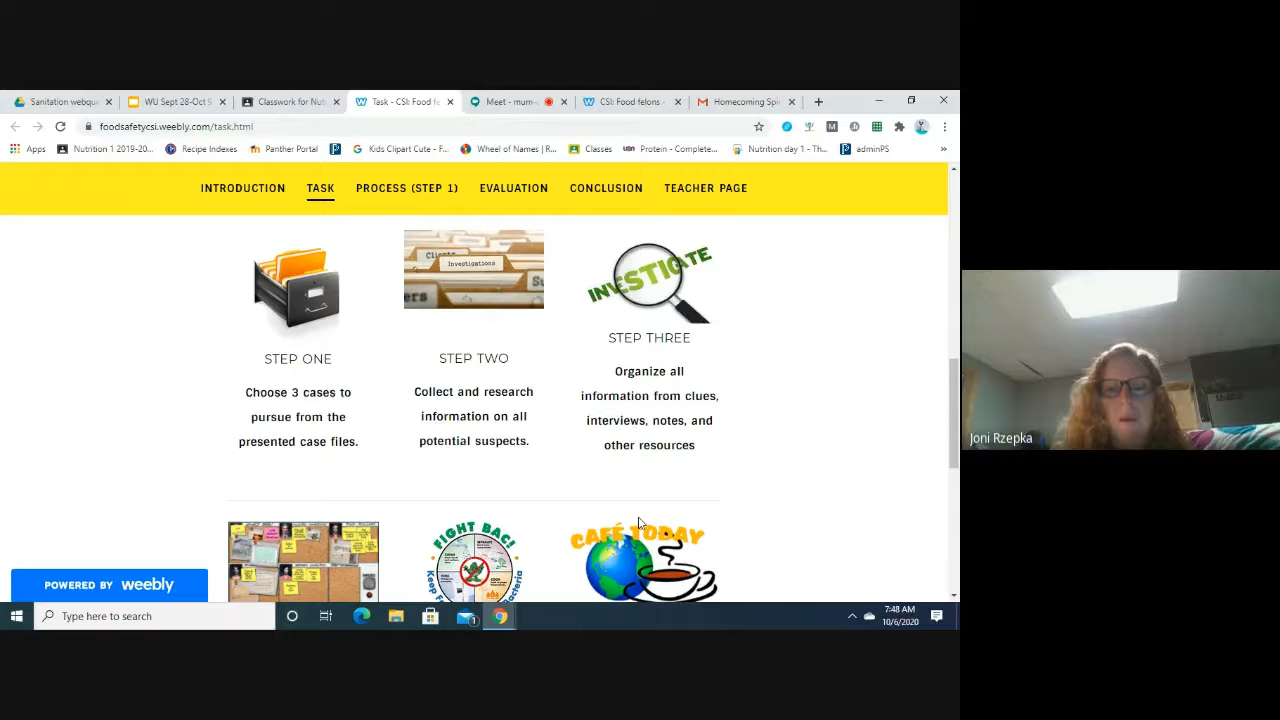 Sanitation webque
WU Sept 28-Oct 9
Classwork for Nut
Task - CSI: Food fe
Meet - mum-
CSI: Food felons -
Homecoming Spi
foodsafetycsi.weebly.com/task.html
Apps
Nutrition 1 2019-20...
Recipe Indexes
Panther Portal
Kids Clipart Cute - F...
Wheel of Names | R...
Classes
Protein - Complete...
Nutrition day 1 - Th...
adminPS
INTRODUCTION
TASK
PROCESS (STEP 1)
EVALUATION
CONCLUSION
TEACHER PAGE
Investigations
INVESTIGATE
STEP ONE
Choose 3 cases to
pursue from the
presented case files.
STEP TWO
Collect and research
information on all
potential suspects.
STEP THREE
Organize all
information from clues,
interviews, notes, and
other resources
FIGHT BAC!
CAFÉ TODAY
POWERED BY weebly
Type here to search
7:48 AM
10/6/2020
Joni Rzepka